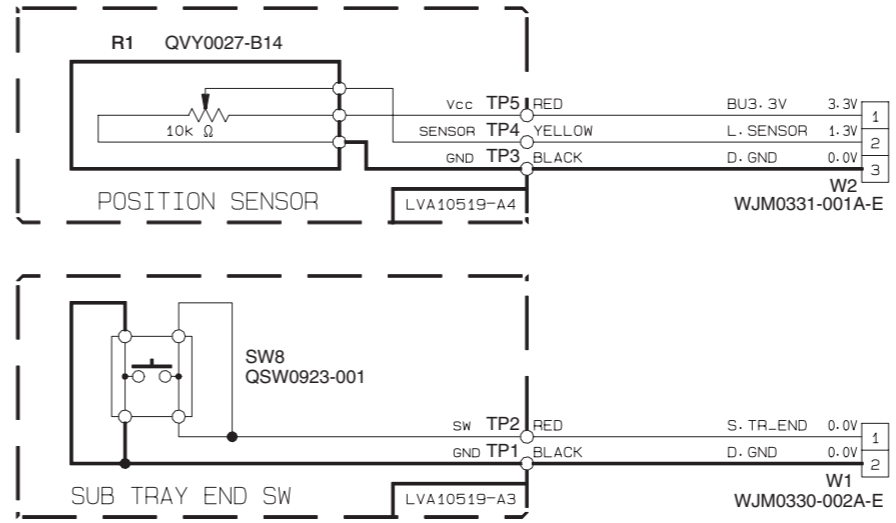 R1 QVY0027-B14
Vcc TP5 RED BU3.3V 3.3V 1
10k Ω SENSOR TP4 YELLOW L.SENSOR 1.3V 2
GND TP3 BLACK D.GND 0.0V 3
W2
POSITION SENSOR LVA10519-A4 WJM0331-001A-E
SW8
QSW0923-001
SW TP2 RED S.TR_END 0.0V 1
GND TP1 BLACK D.GND 0.0V 2
W1
SUB TRAY END SW LVA10519-A3 WJM0330-002A-E